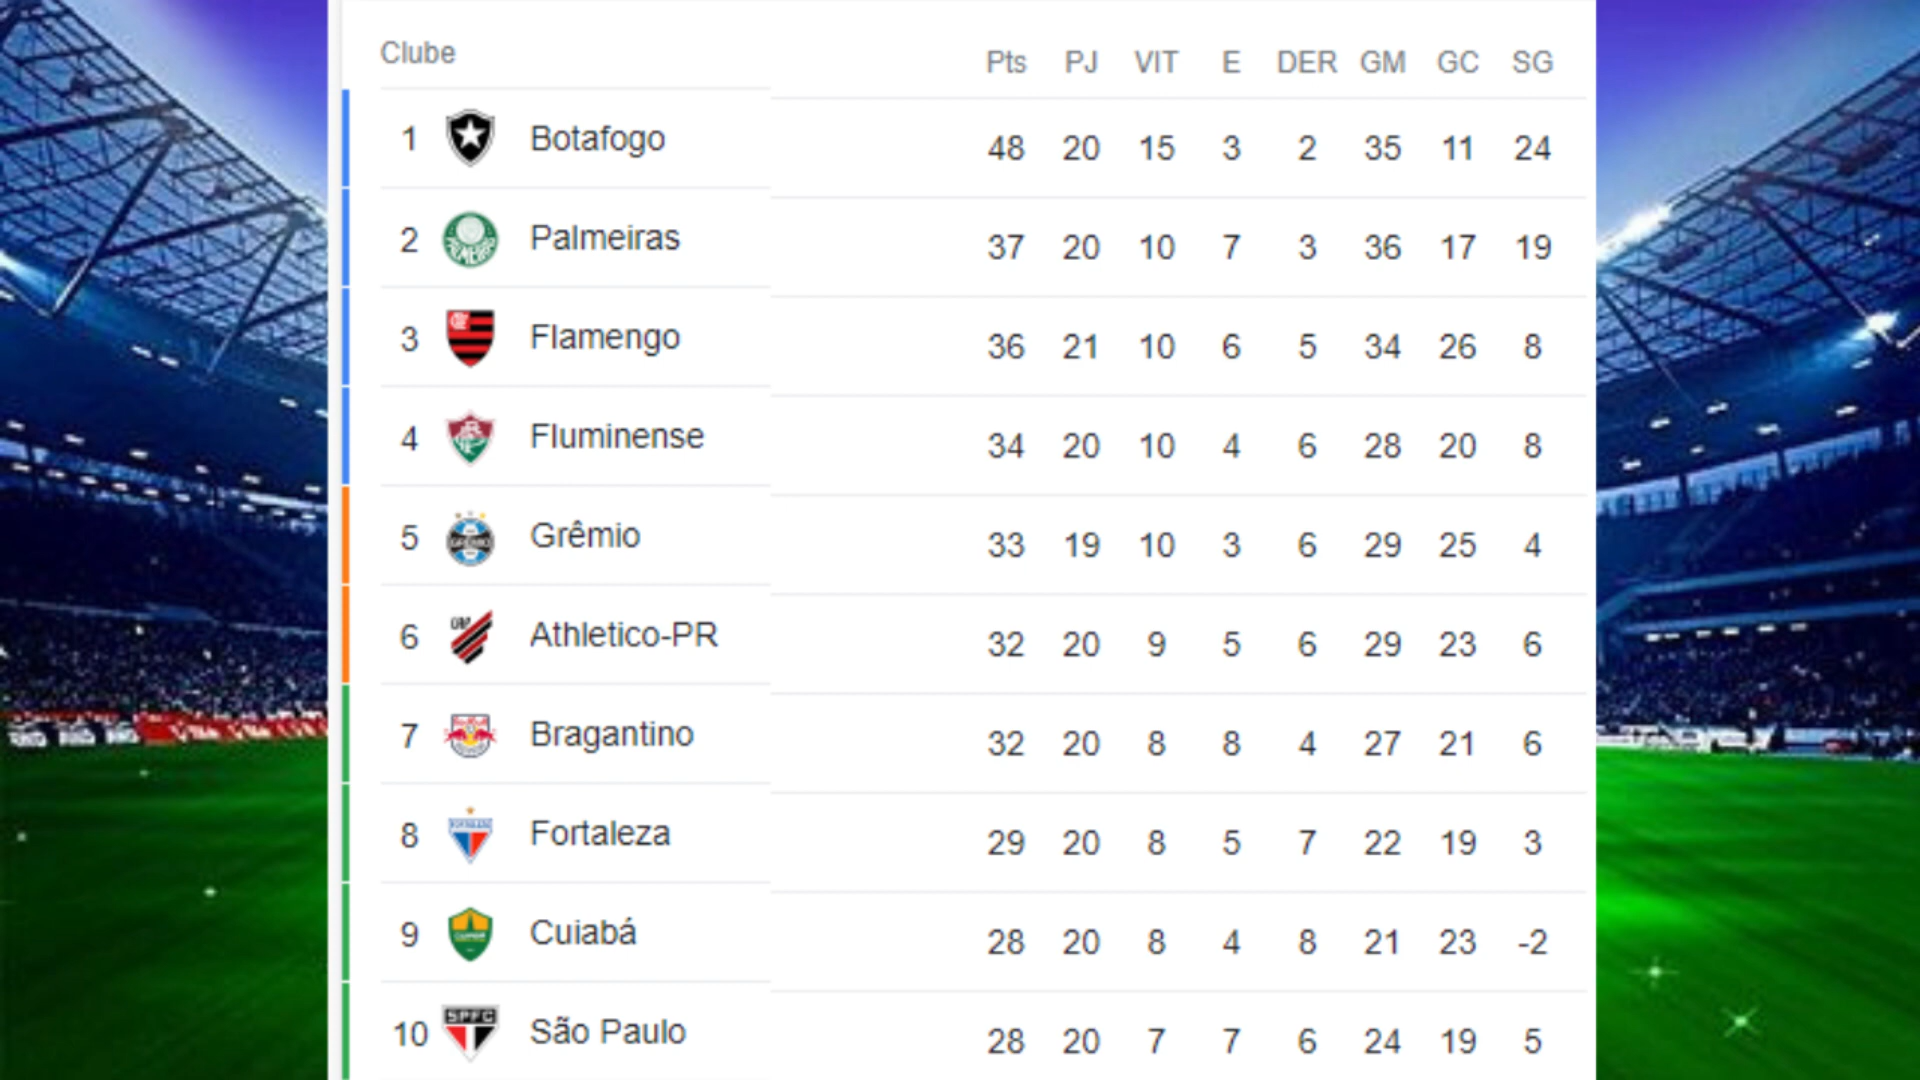 Clube Pts PJ VIT E DER GM GC SG
1 Botafogo 48 20 15 3 2 35 11 24
2 Palmeiras 37 20 10 7 3 36 17 19
3 Flamengo 36 21 10 6 5 34 26 8
4 Fluminense 34 20 10 4 6 28 20 8
5 Grêmio 33 19 10 3 6 29 25 4
6 Athletico-PR 32 20 9 5 6 29 23 6
7 Bragantino 32 20 8 8 4 27 21 6
8 Fortaleza 29 20 8 5 7 22 19 3
9 Cuiabá 28 20 8 4 8 21 23 -2
SPFC
10 São Paulo 28 20 7 7 6 24 19 5